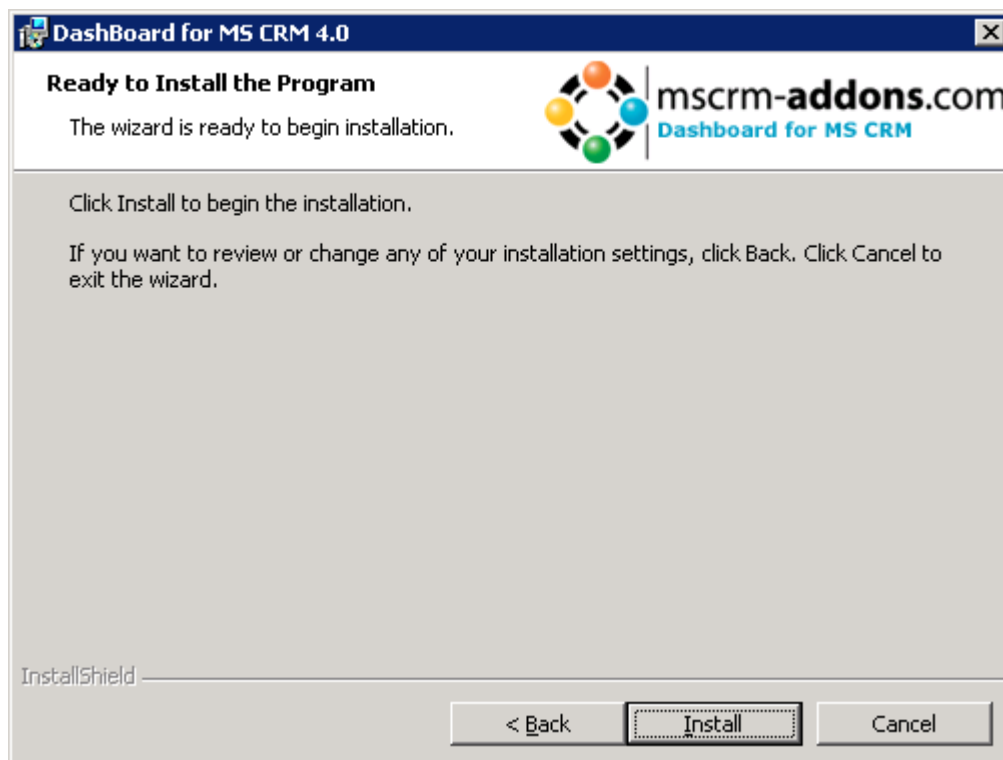 DashBoard for MS CRM 4.0
Ready to Install the Program
The wizard is ready to begin installation.
mscrm-addons.com
Dashboard for MS CRM
Click Install to begin the installation.
If you want to review or change any of your installation settings, click Back. Click Cancel to
exit the wizard.
InstallShield
< Back
Install
Cancel